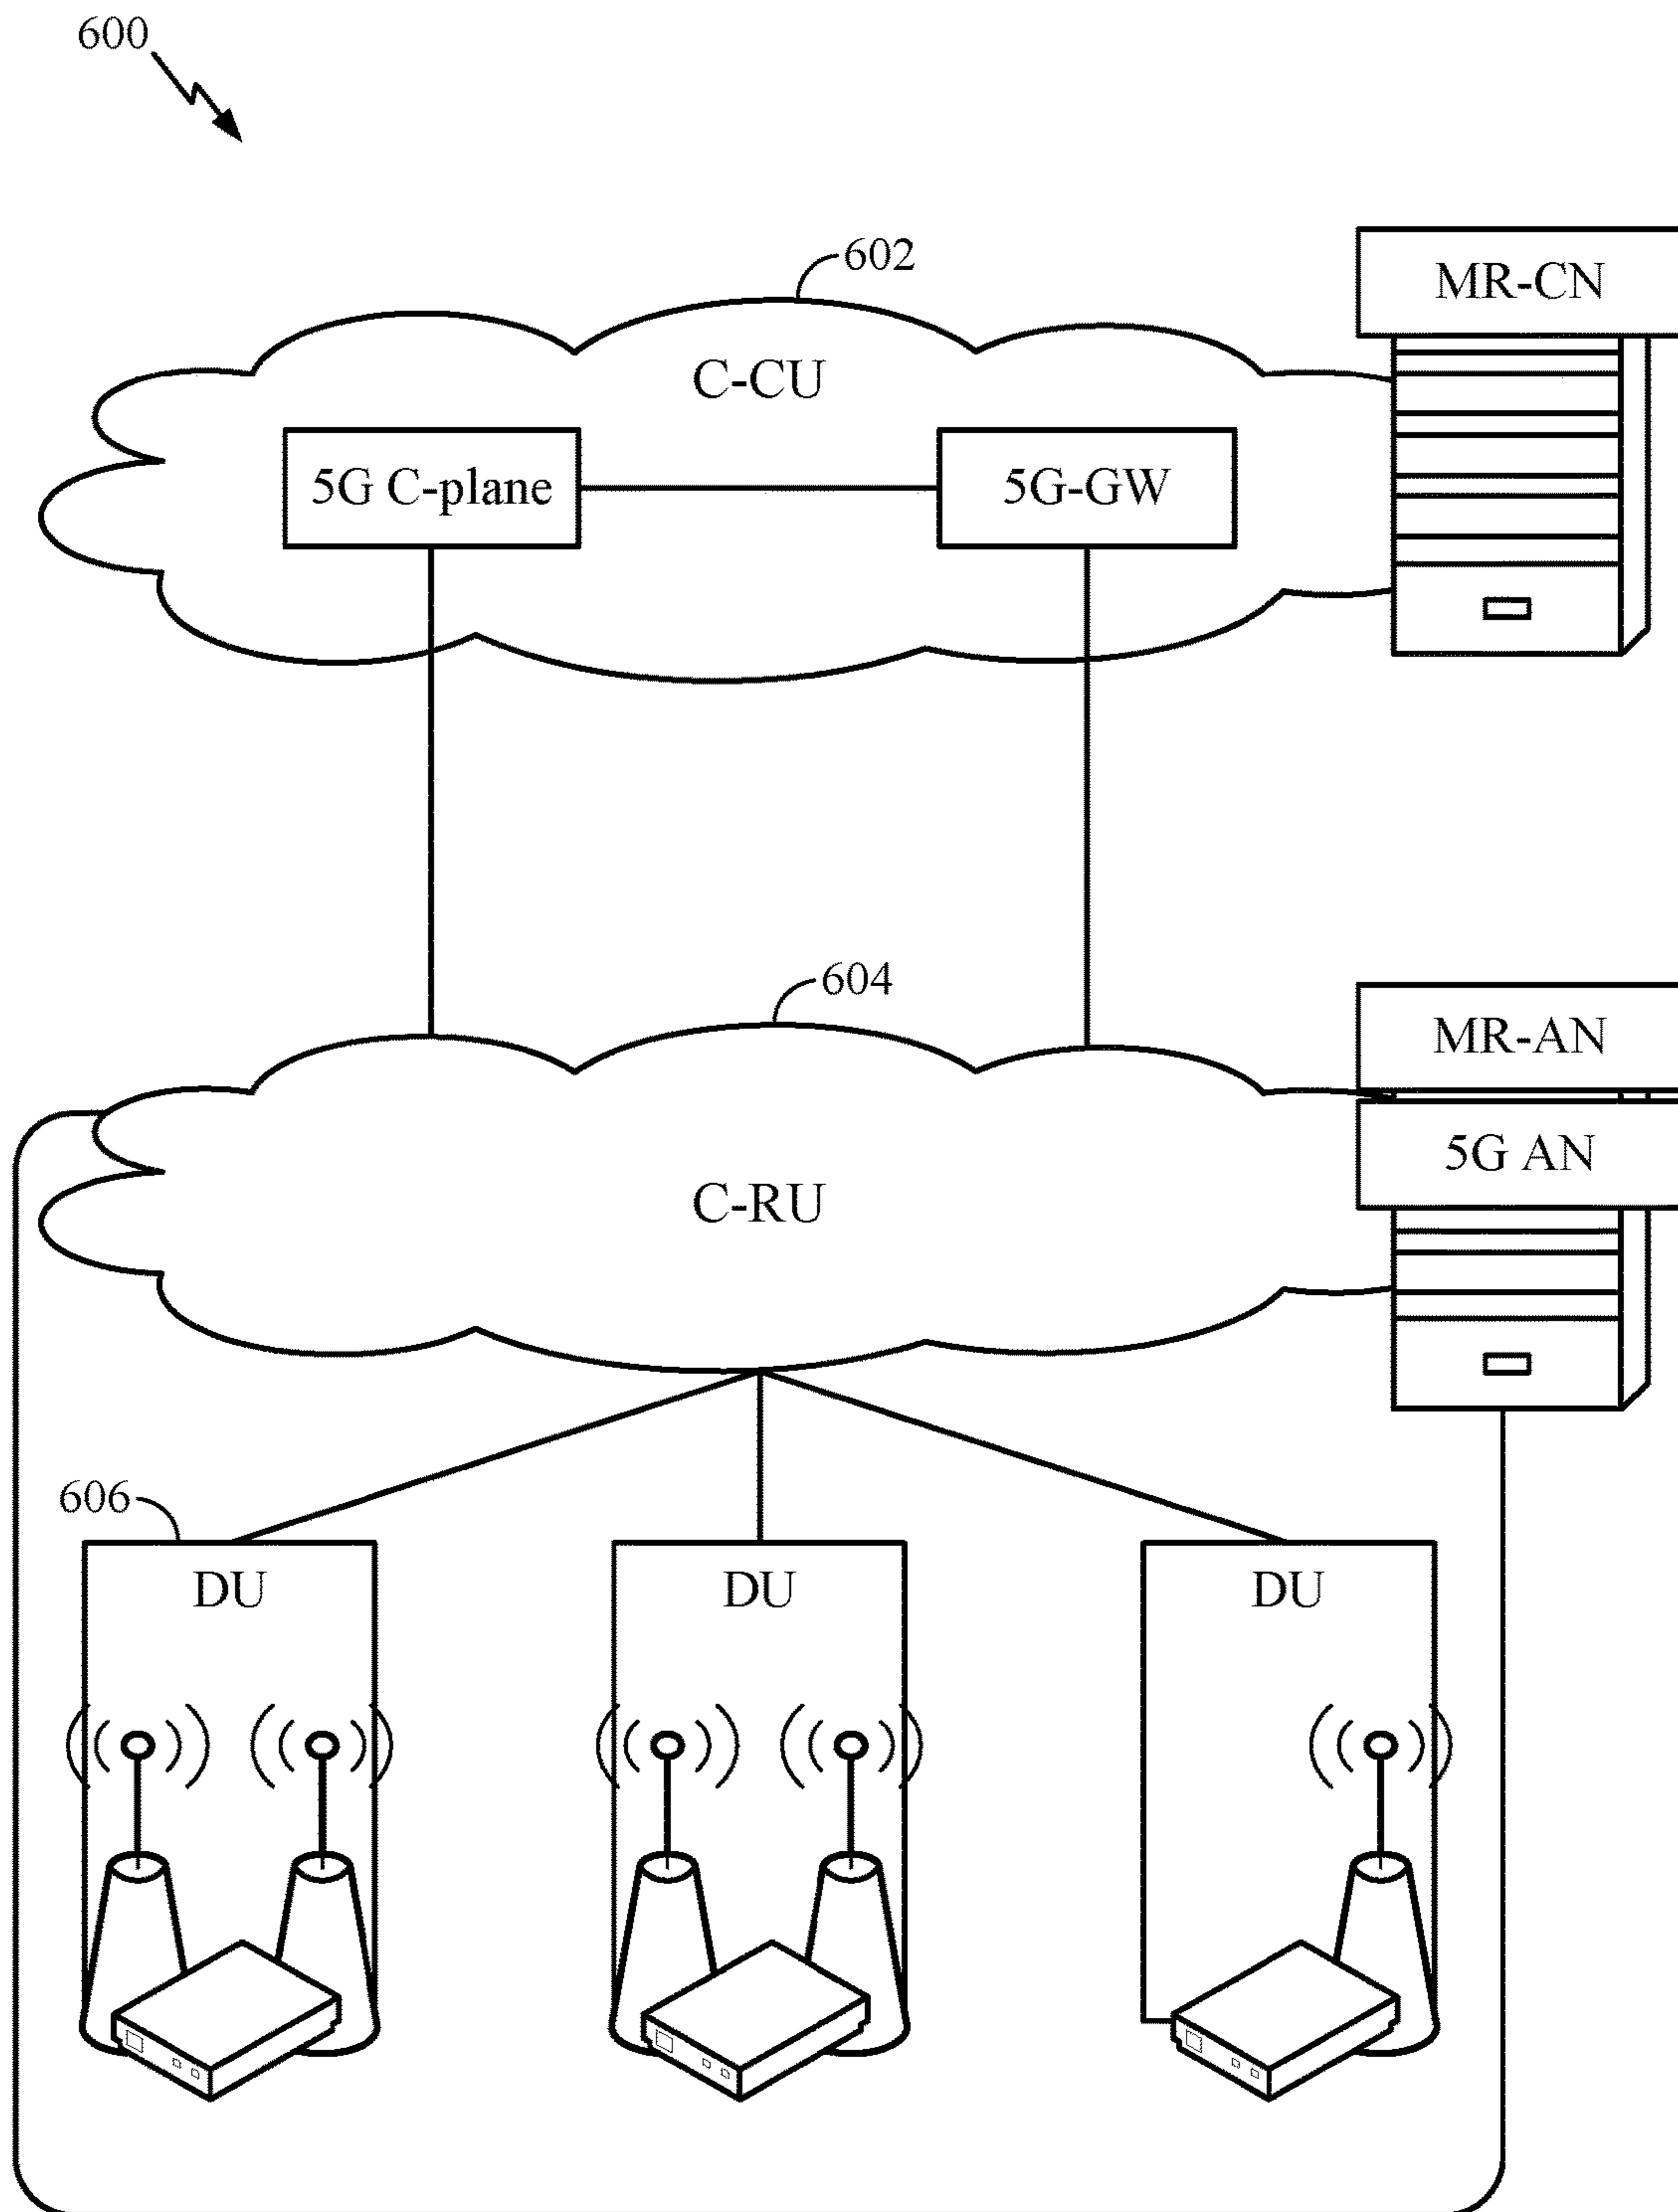 600
602
MR-CN
C-CU
5G C-plane
5G-GW
604
MR-AN
5G AN
C-RU
606
DU
DU
DU